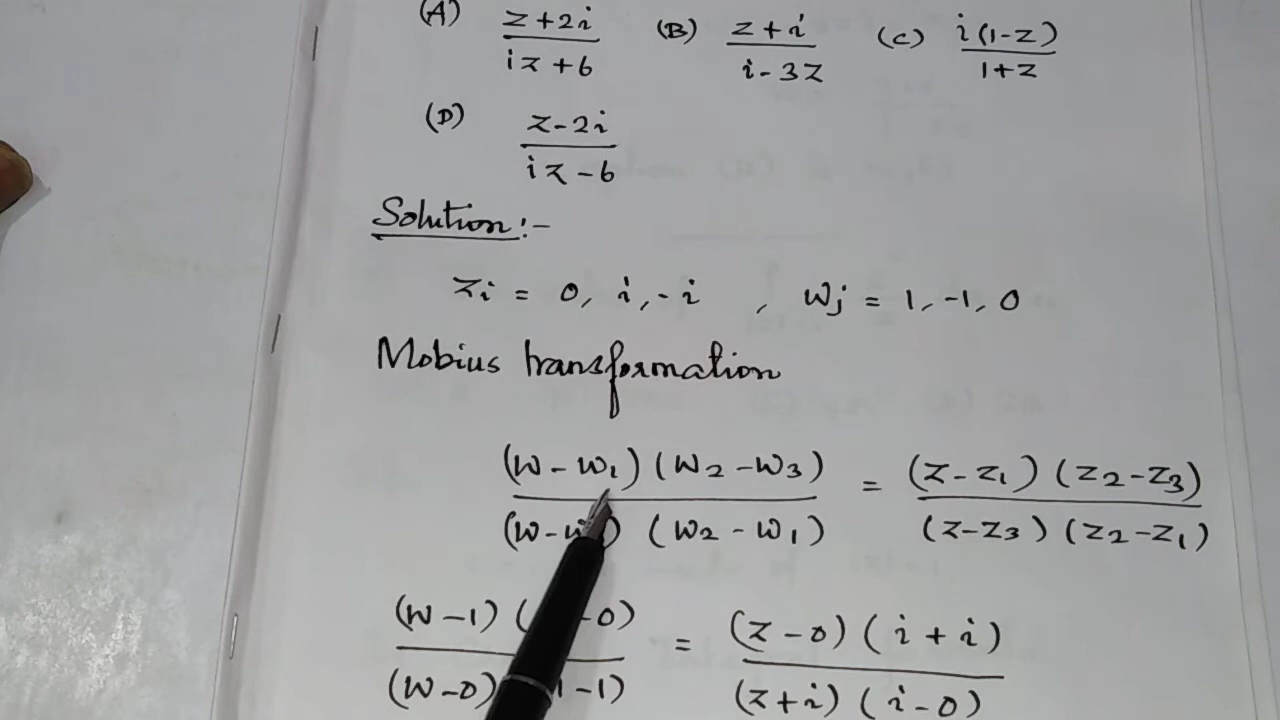 (A) z+2i / iz+6 (B) z+i / i-3z (C) i(1-z) / 1+z
(D) z-2i / iz-6
Solution:-
zi = 0, i, -i , wj = 1, -1, 0
Mobius transformation
(w-w1)(w2-w3) / (w-w )(w2-w1) = (z-z1)(z2-z3) / (z-z3)(z2-z1)
(w-1)( -0) / (w-0) 1-1) = (z-0)(i+i) / (z+i)(i-0)